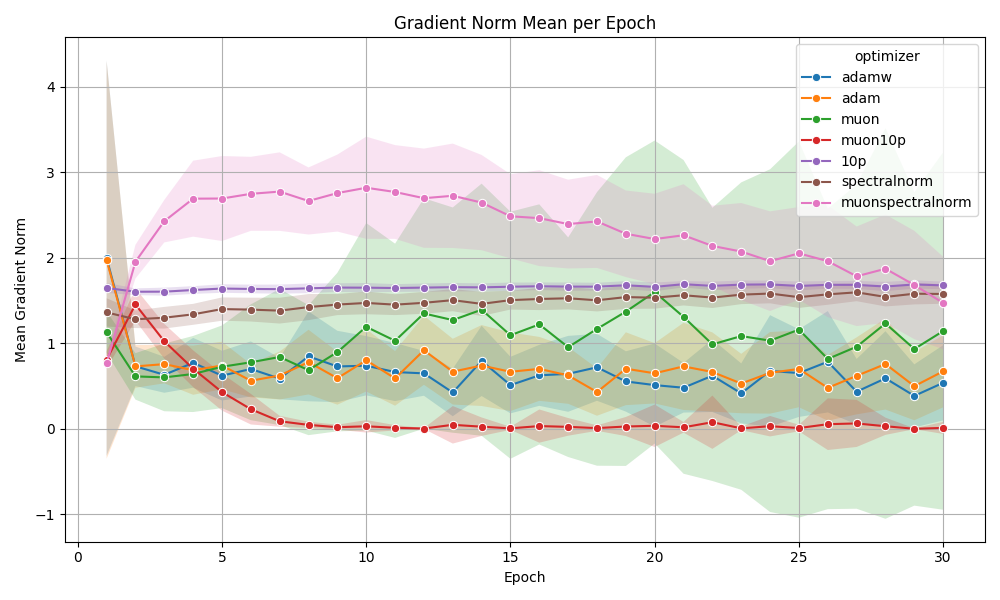 Gradient Norm Mean per Epoch
optimizer
adamw
adam
muon
muon10p
10p
spectralnorm
muonspectralnorm
Mean Gradient Norm
4
3
2
1
0
−1
0 5 10 15 20 25 30
Epoch